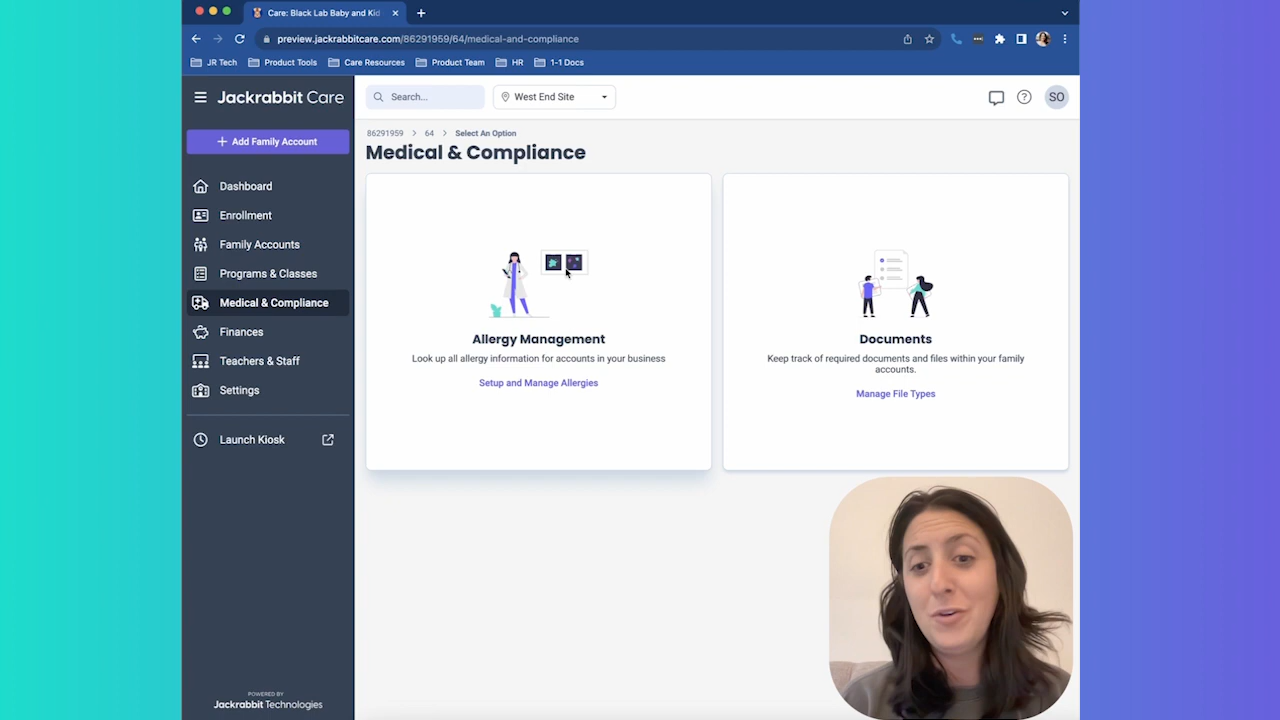 Care: Black Lab Baby and Kid
preview.jackrabbitcare.com/86291959/64/medical-and-compliance
JR Tech
Product Tools
Care Resources
Product Team
HR
1-1 Docs
Jackrabbit Care
Search...
West End Site
SO
Add Family Account
86291959 > 64 > Select An Option
Medical & Compliance
Dashboard
Enrollment
Family Accounts
Programs & Classes
Medical & Compliance
Finances
Teachers & Staff
Settings
Launch Kiosk
Allergy Management
Look up all allergy information for accounts in your business
Setup and Manage Allergies
Documents
Keep track of required documents and files within your family
accounts.
Manage File Types
POWERED BY
Jackrabbit Technologies